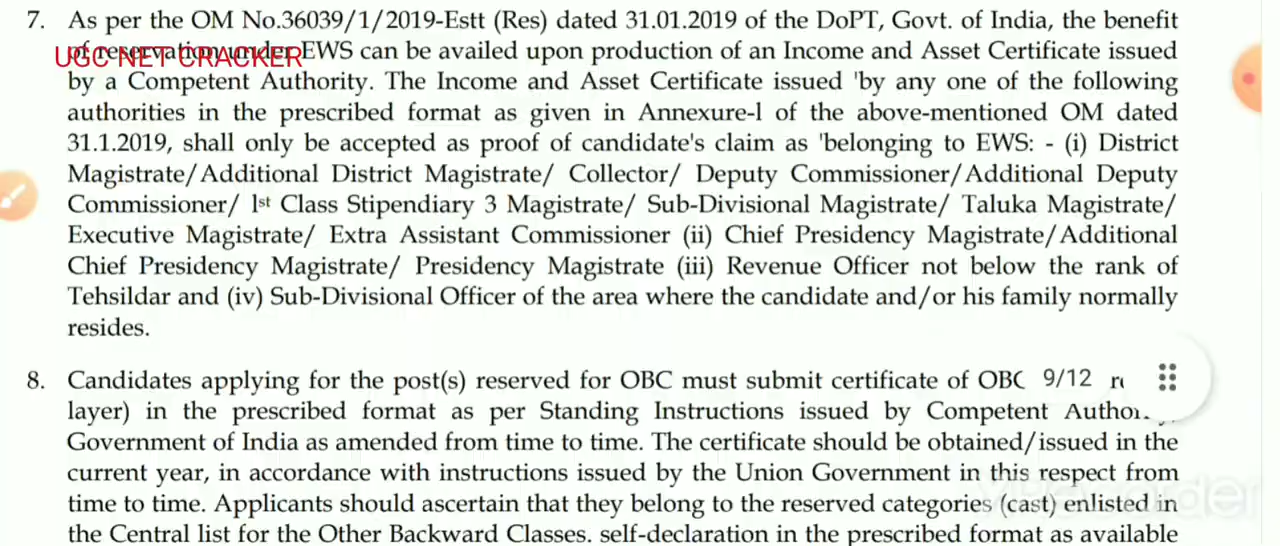 7. As per the OM No.36039/1/2019-Estt (Res) dated 31.01.2019 of the DoPT, Govt. of India, the benefit
UGC NET CRACKER EWS can be availed upon production of an Income and Asset Certificate issued
by a Competent Authority. The Income and Asset Certificate issued 'by any one of the following
authorities in the prescribed format as given in Annexure-l of the above-mentioned OM dated
31.1.2019, shall only be accepted as proof of candidate's claim as 'belonging to EWS: - (i) District
Magistrate/Additional District Magistrate/ Collector/ Deputy Commissioner/Additional Deputy
Commissioner/ 1st Class Stipendiary 3 Magistrate/ Sub-Divisional Magistrate/ Taluka Magistrate/
Executive Magistrate/ Extra Assistant Commissioner (ii) Chief Presidency Magistrate/Additional
Chief Presidency Magistrate/ Presidency Magistrate (iii) Revenue Officer not below the rank of
Tehsildar and (iv) Sub-Divisional Officer of the area where the candidate and/or his family normally
resides.
8. Candidates applying for the post(s) reserved for OBC must submit certificate of OBC 9/12
layer) in the prescribed format as per Standing Instructions issued by Competent
Government of India as amended from time to time. The certificate should be obtained/issued in the
current year, in accordance with instructions issued by the Union Government in this respect from
time to time. Applicants should ascertain that they belong to the reserved categories (cast) enlisted in
the Central list for the Other Backward Classes. self-declaration in the prescribed format as available